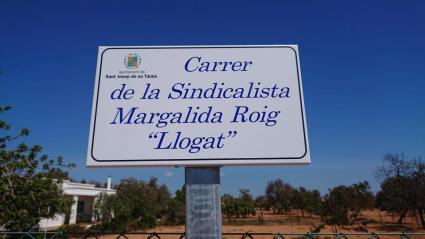 Ajuntament de
Sant Josep de sa Talaia
Carrer
de la Sindicalista
Margalida Roig
“Llogat”